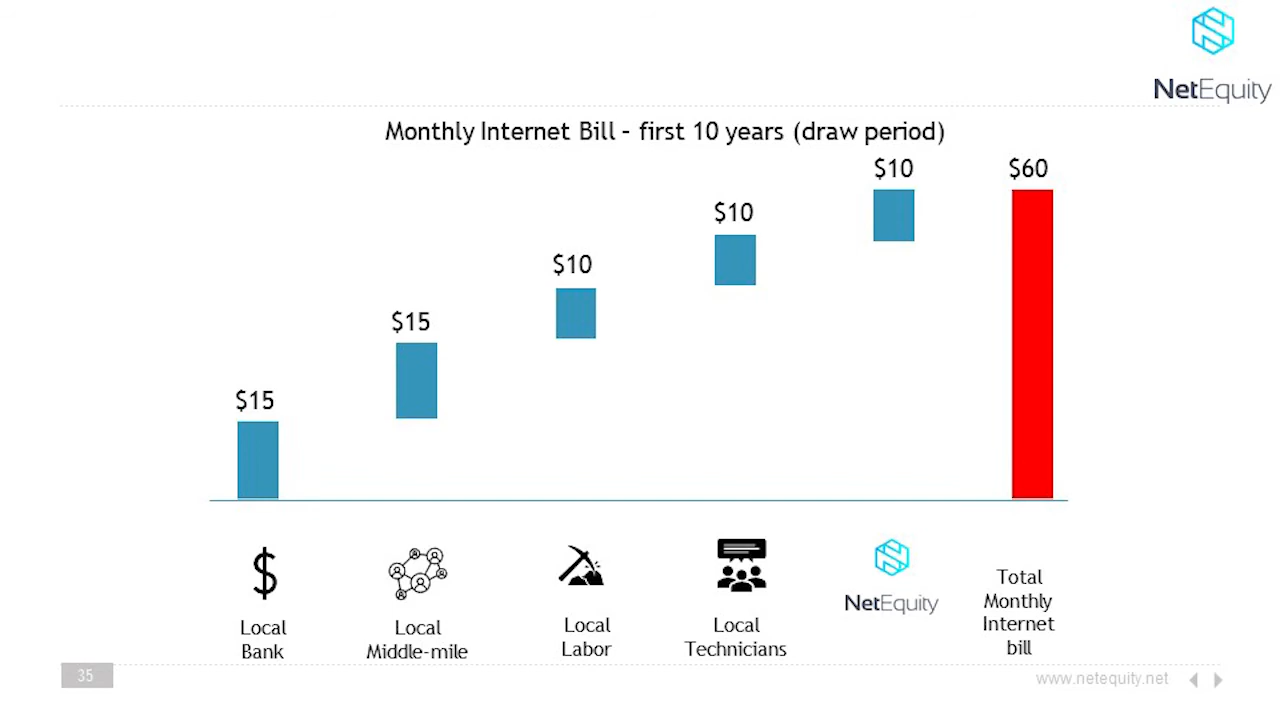 NetEquity
Monthly Internet Bill – first 10 years (draw period)
$15
$15
$10
$10
$10
$60
Local
Bank
Local
Middle-mile
Local
Labor
Local
Technicians
NetEquity
Total
Monthly
Internet
bill
35
www.netequity.net